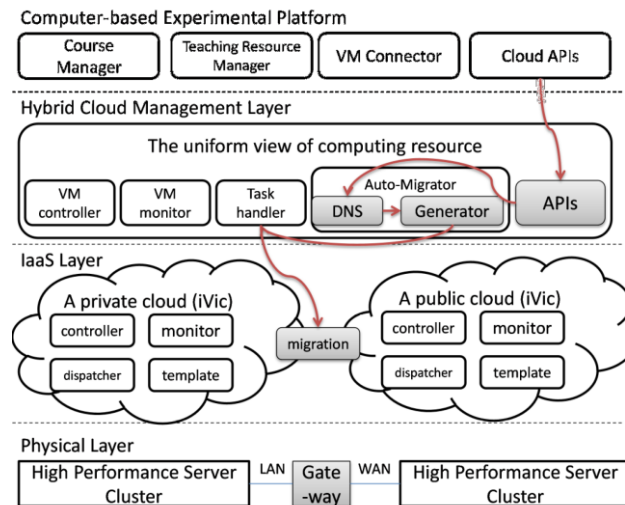 Computer-based Experimental Platform
Course
Manager
Teaching Resource
Manager
VM Connector
Cloud APIs
Hybrid Cloud Management Layer
The uniform view of computing resource
VM
controller
VM
monitor
Task
handler
Auto-Migrator
DNS
Generator
APIs
IaaS Layer
A private cloud (iVic)
controller
monitor
dispatcher
template
migration
A public cloud (iVic)
controller
monitor
dispatcher
template
Physical Layer
High Performance Server
Cluster
LAN
Gate
-way
WAN
High Performance Server
Cluster